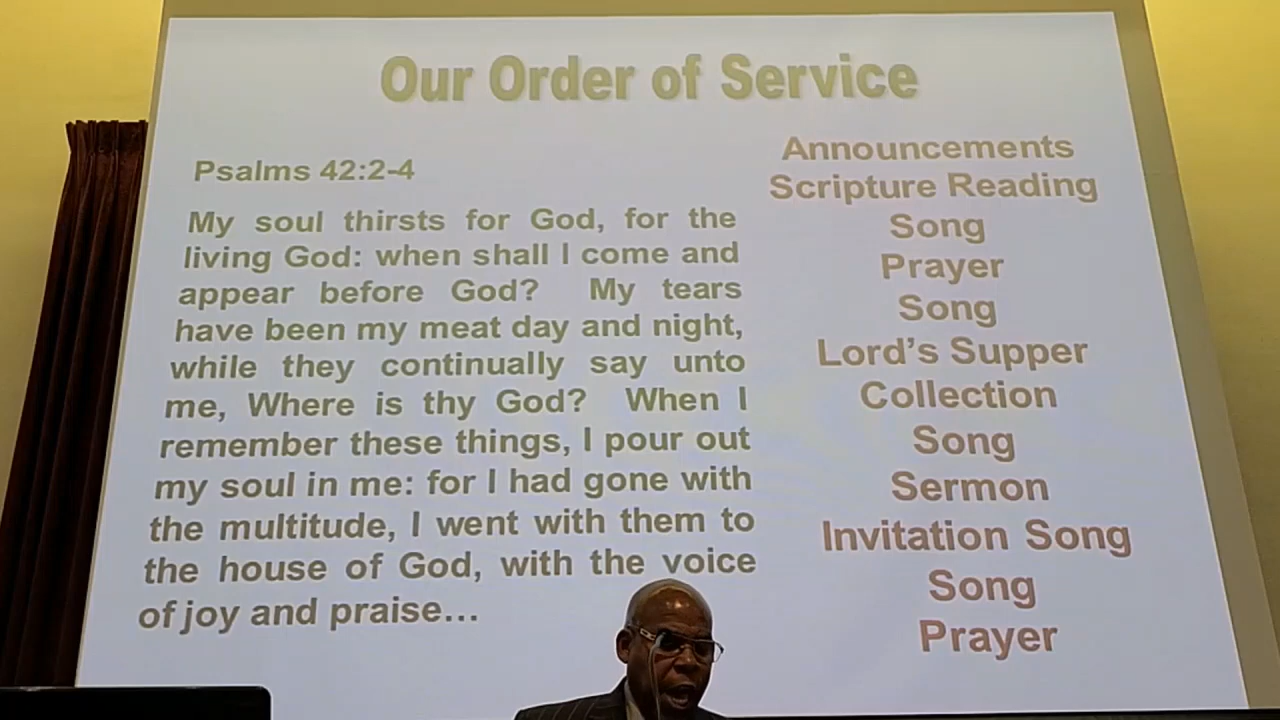 Our Order of Service
Psalms 42:2-4
My soul thirsts for God, for the
living God: when shall I come and
appear before God? My tears
have been my meat day and night,
while they continually say unto
me, Where is thy God? When I
remember these things, I pour out
my soul in me: for I had gone with
the multitude, I went with them to
the house of God, with the voice
of joy and praise...
Announcements
Scripture Reading
Song
Prayer
Song
Lord's Supper
Collection
Song
Sermon
Invitation Song
Song
Prayer